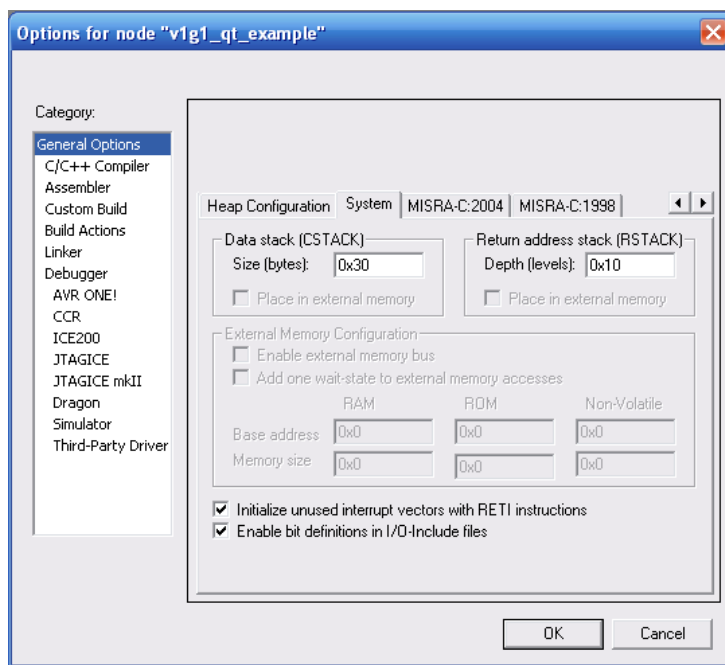 Options for node "v1g1_qt_example"
Category:
General Options
C/C++ Compiler
Assembler
Custom Build
Build Actions
Linker
Debugger
AVR ONE!
CCR
ICE200
JTAGICE
JTAGICE mkII
Dragon
Simulator
Third-Party Driver
Heap Configuration System MISRA-C:2004 MISRA-C:1998
Data stack (CSTACK)
Size (bytes): 0x30
Place in external memory
Return address stack (RSTACK)
Depth (levels): 0x10
Place in external memory
External Memory Configuration
Enable external memory bus
Add one wait-state to external memory accesses
RAM ROM Non-Volatile
Base address 0x0 0x0 0x0
Memory size 0x0 0x0 0x0
Initialize unused interrupt vectors with RETI instructions
Enable bit definitions in I/O-Include files
OK Cancel